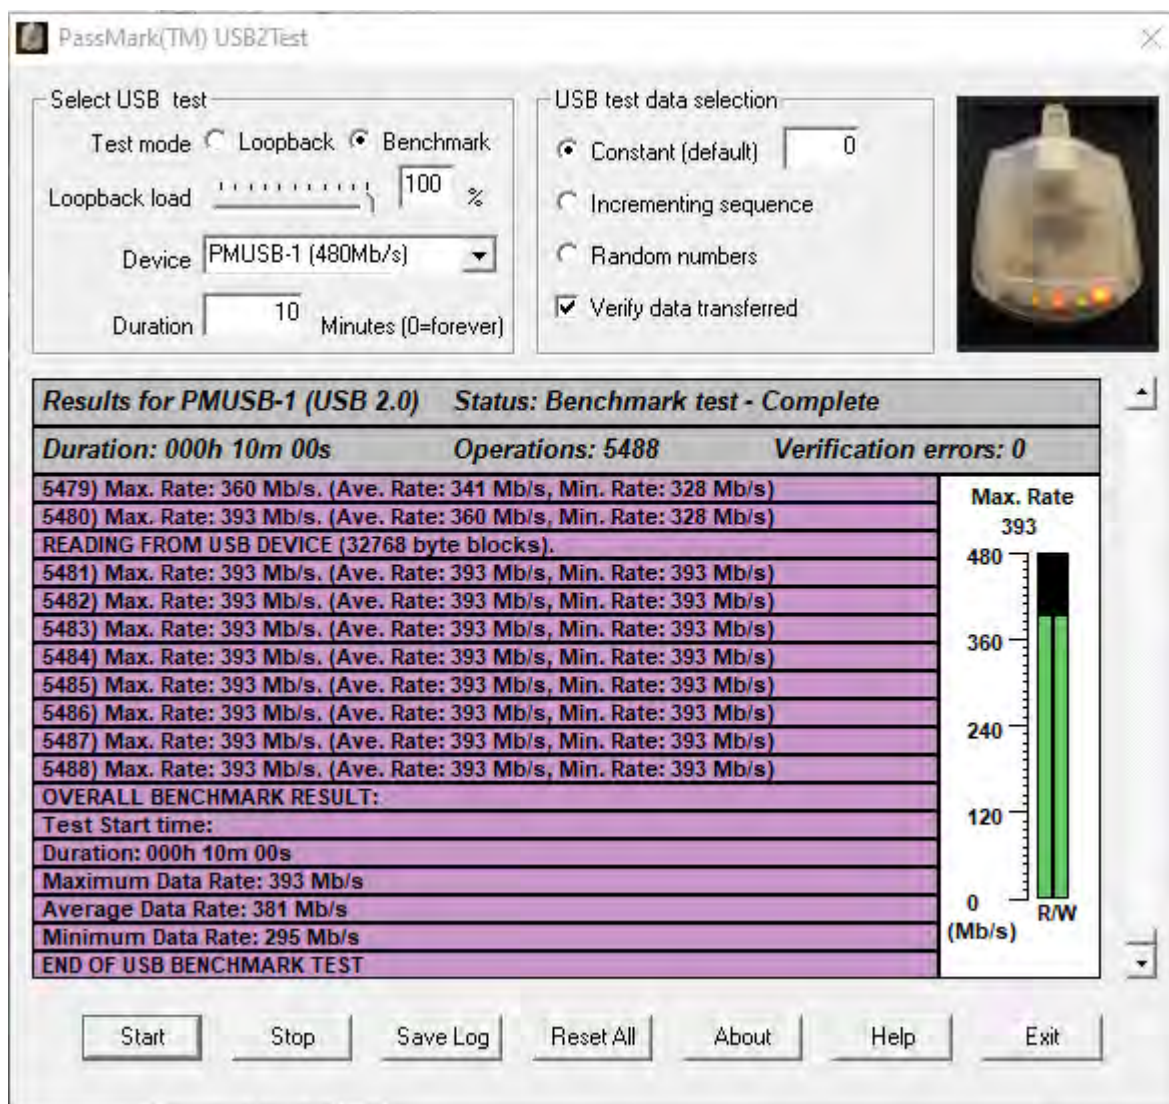 PassMark(TM) USB2Test
Select USB test
Test mode Loopback Benchmark
Loopback load 100 %
Device PMUSB-1 (480Mb/s)
Duration 10 Minutes (0=forever)
USB test data selection
Constant (default) 0
Incrementing sequence
Random numbers
Verify data transferred
Results for PMUSB-1 (USB 2.0) Status: Benchmark test - Complete
Duration: 000h 10m 00s Operations: 5488 Verification errors: 0
5479) Max. Rate: 360 Mb/s. (Ave. Rate: 341 Mb/s, Min. Rate: 328 Mb/s)
5480) Max. Rate: 393 Mb/s. (Ave. Rate: 360 Mb/s, Min. Rate: 328 Mb/s)
READING FROM USB DEVICE (32768 byte blocks).
5481) Max. Rate: 393 Mb/s. (Ave. Rate: 393 Mb/s, Min. Rate: 393 Mb/s)
5482) Max. Rate: 393 Mb/s. (Ave. Rate: 393 Mb/s, Min. Rate: 393 Mb/s)
5483) Max. Rate: 393 Mb/s. (Ave. Rate: 393 Mb/s, Min. Rate: 393 Mb/s)
5484) Max. Rate: 393 Mb/s. (Ave. Rate: 393 Mb/s, Min. Rate: 393 Mb/s)
5485) Max. Rate: 393 Mb/s. (Ave. Rate: 393 Mb/s, Min. Rate: 393 Mb/s)
5486) Max. Rate: 393 Mb/s. (Ave. Rate: 393 Mb/s, Min. Rate: 393 Mb/s)
5487) Max. Rate: 393 Mb/s. (Ave. Rate: 393 Mb/s, Min. Rate: 393 Mb/s)
5488) Max. Rate: 393 Mb/s. (Ave. Rate: 393 Mb/s, Min. Rate: 393 Mb/s)
OVERALL BENCHMARK RESULT:
Test Start time:
Duration: 000h 10m 00s
Maximum Data Rate: 393 Mb/s
Average Data Rate: 381 Mb/s
Minimum Data Rate: 295 Mb/s
END OF USB BENCHMARK TEST
Max. Rate
393
480
360
240
120
0
(Mb/s)
R/W
Start Stop Save Log Reset All About Help Exit